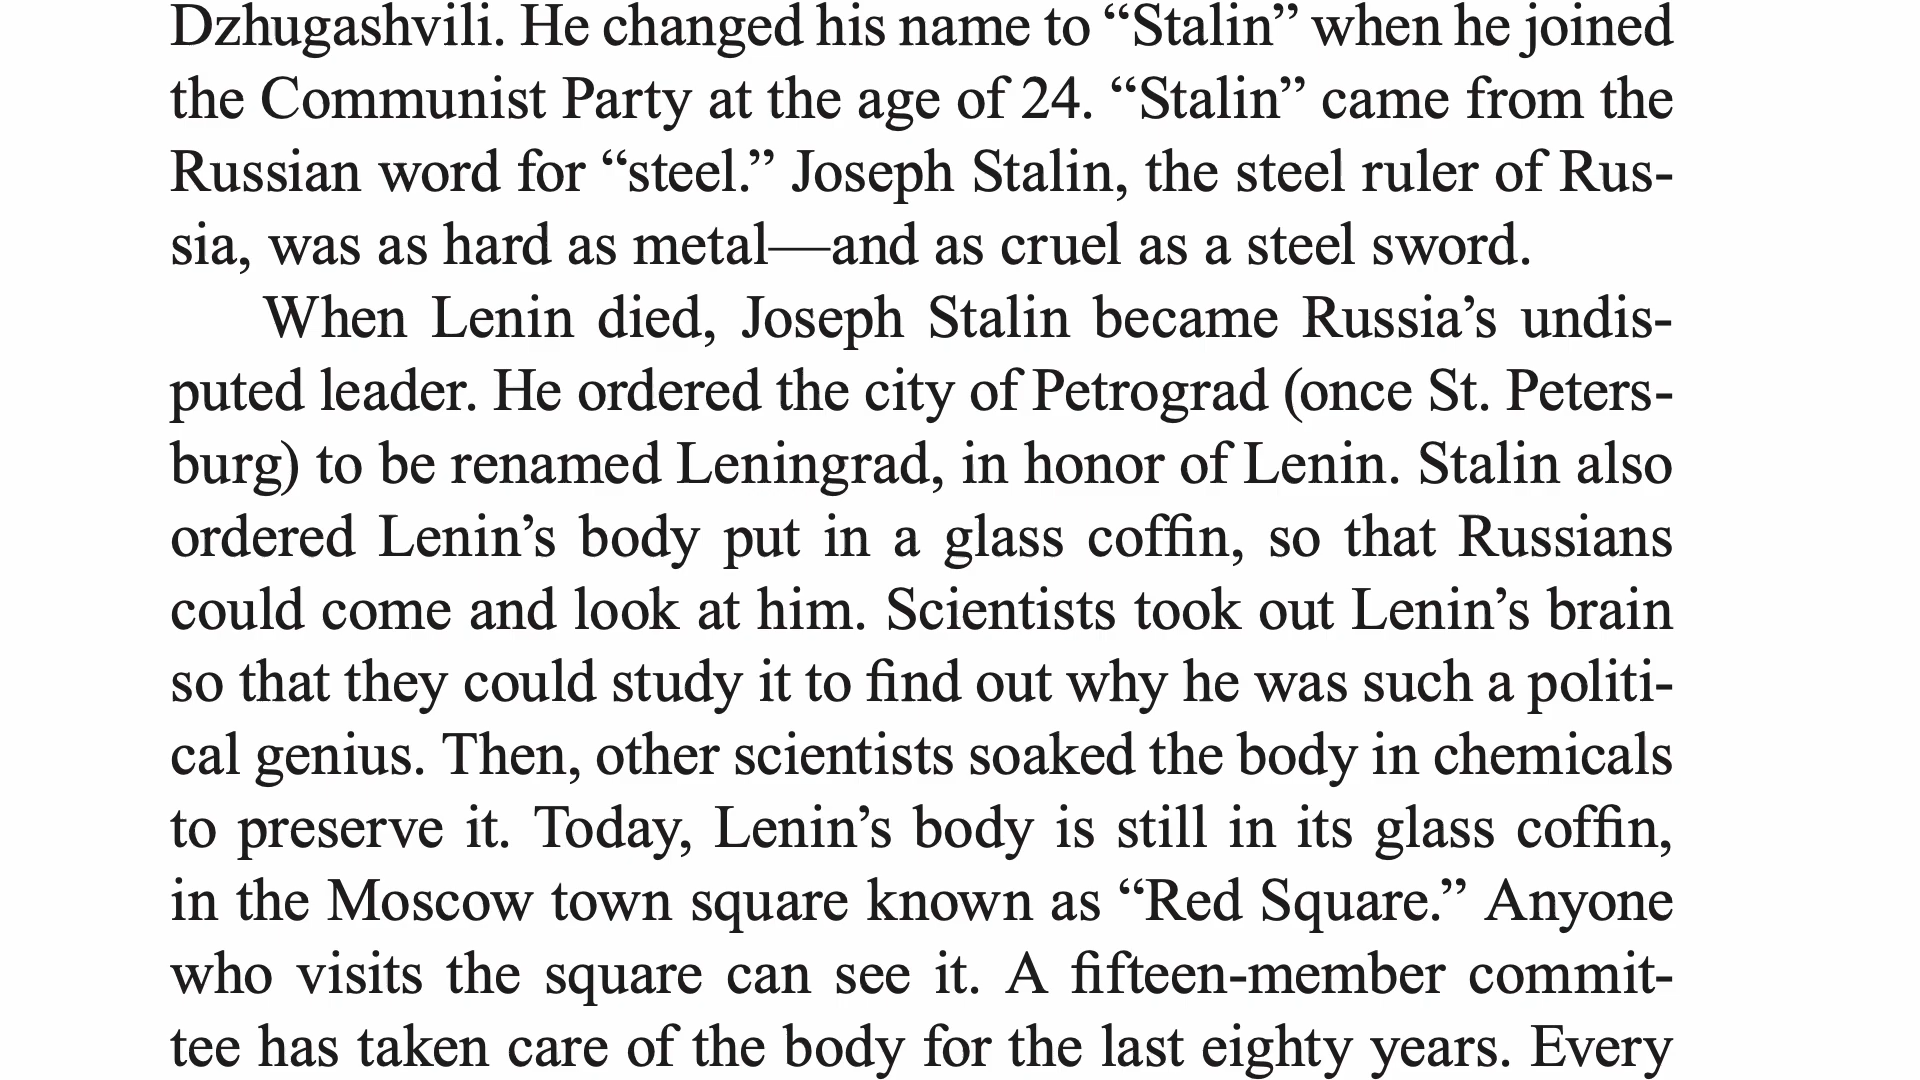 Dzhugashvili. He changed his name to “Stalin” when he joined
the Communist Party at the age of 24. “Stalin” came from the
Russian word for “steel.” Joseph Stalin, the steel ruler of Rus-
sia, was as hard as metal—and as cruel as a steel sword.
When Lenin died, Joseph Stalin became Russia’s undis-
puted leader. He ordered the city of Petrograd (once St. Peters-
burg) to be renamed Leningrad, in honor of Lenin. Stalin also
ordered Lenin’s body put in a glass coffin, so that Russians
could come and look at him. Scientists took out Lenin’s brain
so that they could study it to find out why he was such a politi-
cal genius. Then, other scientists soaked the body in chemicals
to preserve it. Today, Lenin’s body is still in its glass coffin,
in the Moscow town square known as “Red Square.” Anyone
who visits the square can see it. A fifteen-member commit-
tee has taken care of the body for the last eighty years. Every